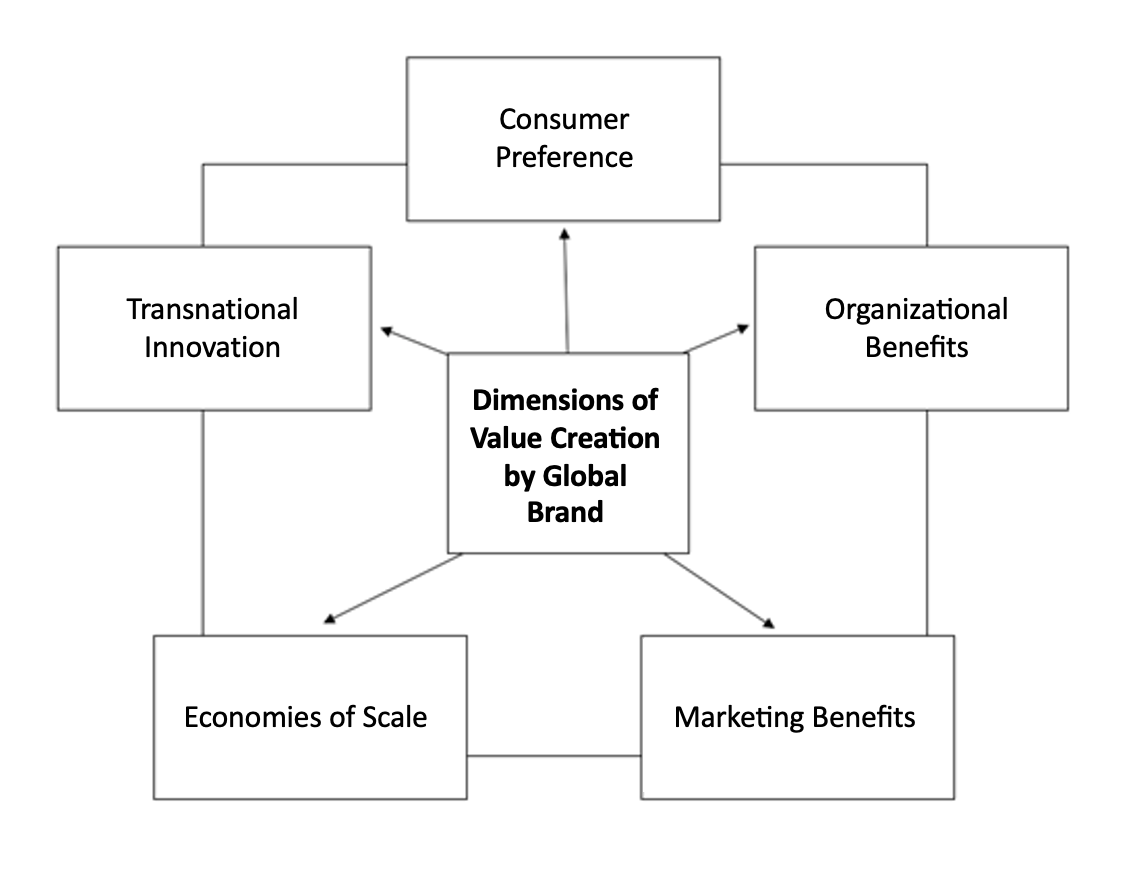 Consumer
Preference
Transnational
Innovation
Organizational
Benefits
Dimensions of
Value Creation
by Global
Brand
Economies of Scale
Marketing Benefits